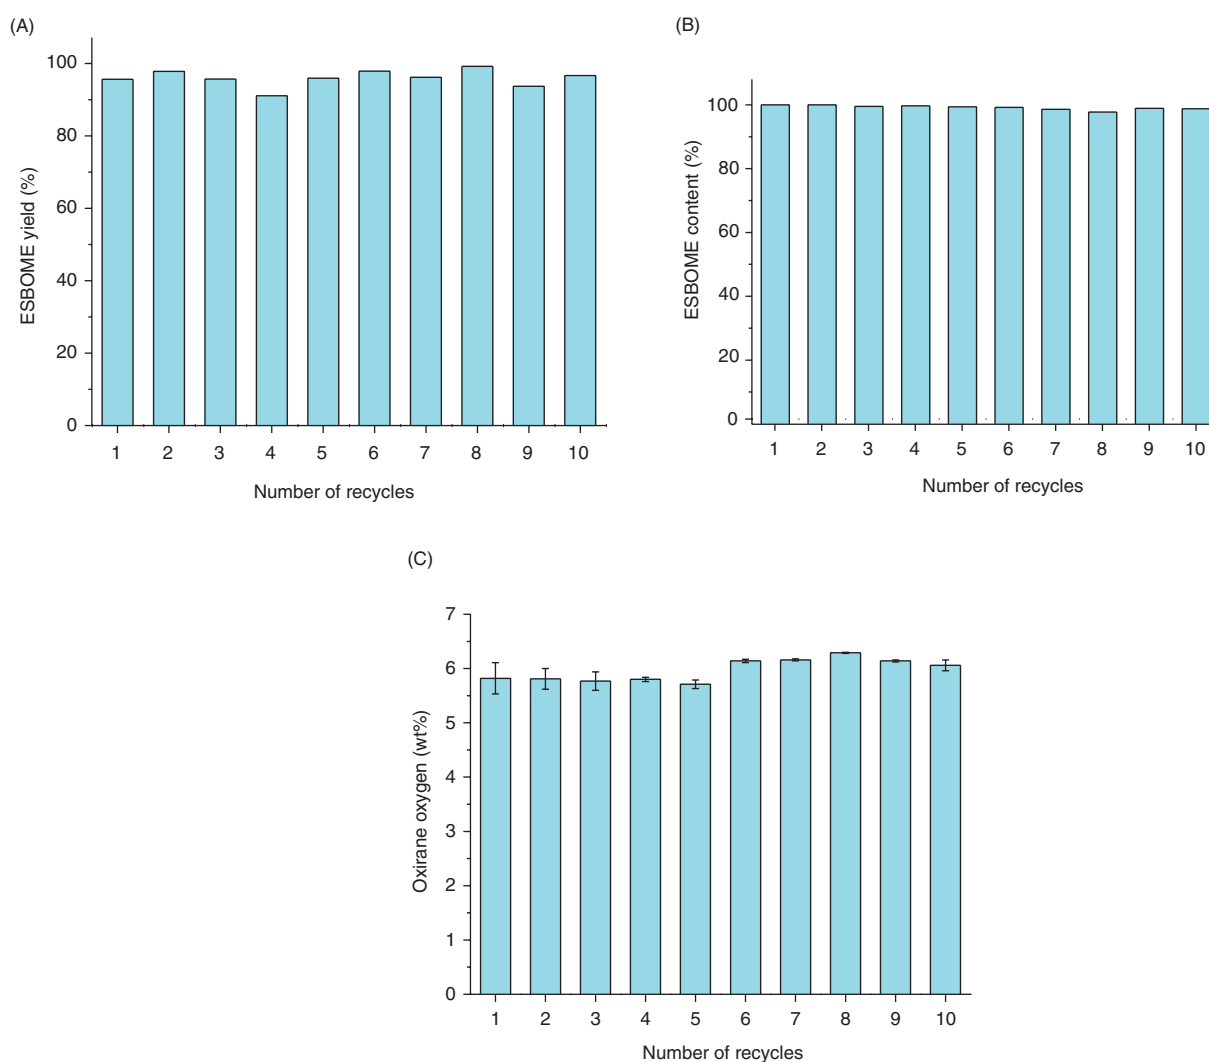 (A)
100
80
60
40
20
0
ESBOME yield (%)
1 2 3 4 5 6 7 8 9 10
Number of recycles
(B)
100
80
60
40
20
0
ESBOME content (%)
1 2 3 4 5 6 7 8 9 10
Number of recycles
(C)
7
6
5
4
3
2
1
0
Oxirane oxygen (wt%)
1 2 3 4 5 6 7 8 9 10
Number of recycles